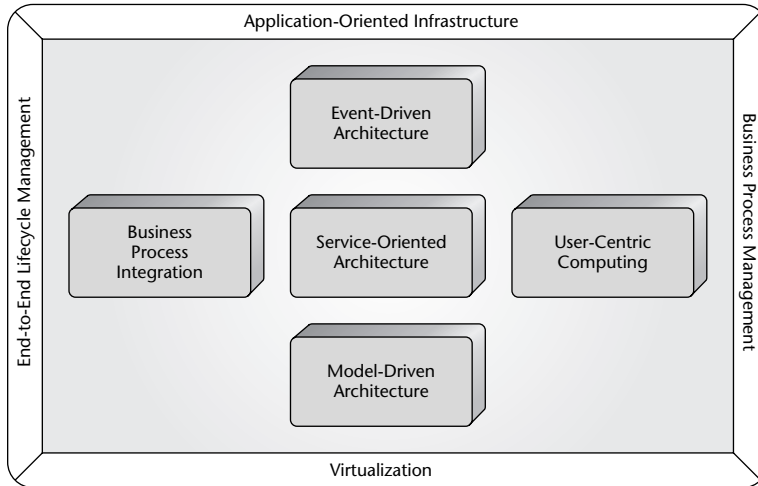 Application-Oriented Infrastructure
End-to-End Lifecycle Management
Event-Driven
Architecture
Business
Process
Integration
Service-Oriented
Architecture
User-Centric
Computing
Model-Driven
Architecture
Business Process Management
Virtualization